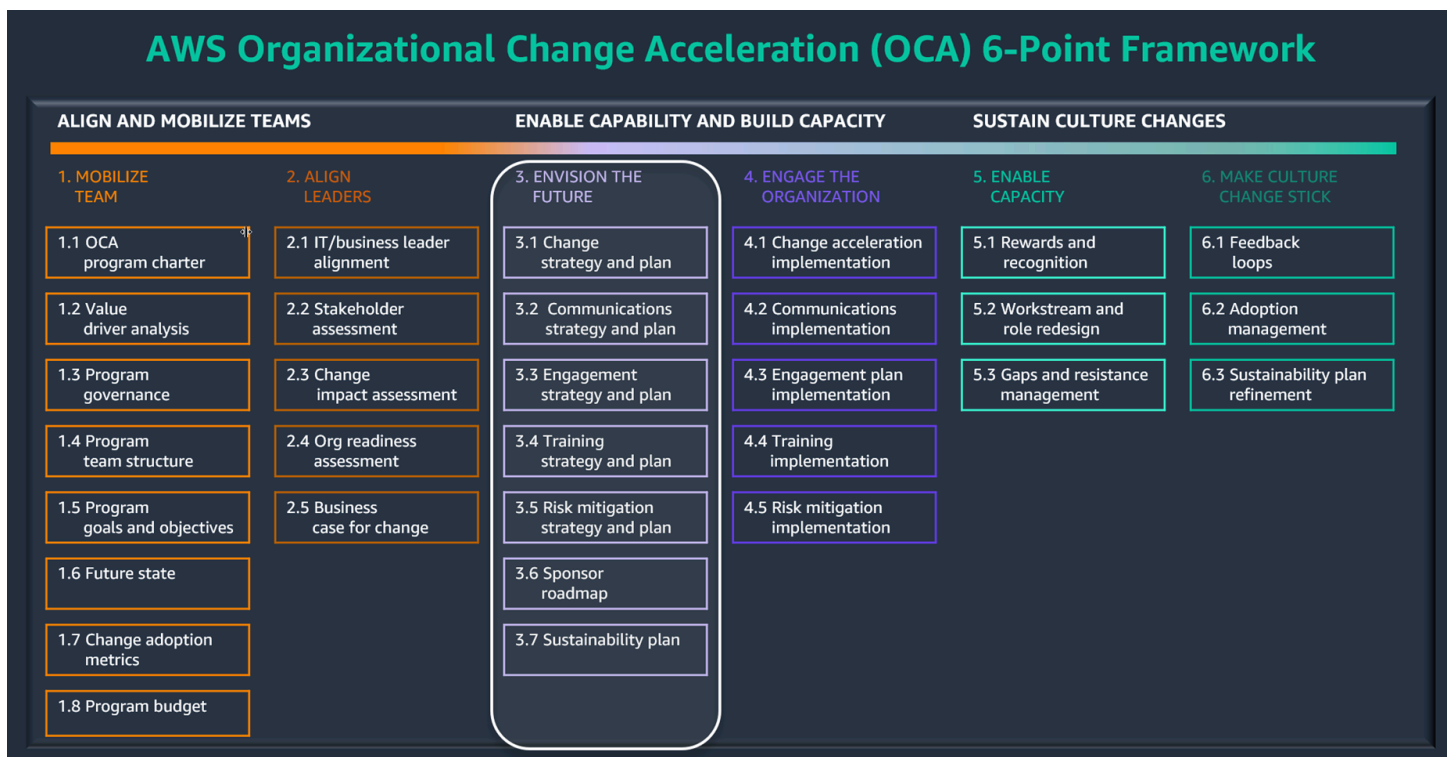 AWS Organizational Change Acceleration (OCA) 6-Point Framework
ALIGN AND MOBILIZE TEAMS
ENABLE CAPABILITY AND BUILD CAPACITY
SUSTAIN CULTURE CHANGES
1. MOBILIZE
TEAM
1.1 OCA
program charter
1.2 Value
driver analysis
1.3 Program
governance
1.4 Program
team structure
1.5 Program
goals and objectives
1.6 Future state
1.7 Change adoption
metrics
1.8 Program budget
2. ALIGN
LEADERS
2.1 IT/business leader
alignment
2.2 Stakeholder
assessment
2.3 Change
impact assessment
2.4 Org readiness
assessment
2.5 Business
case for change
3. ENVISION THE
FUTURE
3.1 Change
strategy and plan
3.2 Communications
strategy and plan
3.3 Engagement
strategy and plan
3.4 Training
strategy and plan
3.5 Risk mitigation
strategy and plan
3.6 Sponsor
roadmap
3.7 Sustainability plan
4. ENGAGE THE
ORGANIZATION
4.1 Change acceleration
implementation
4.2 Communications
implementation
4.3 Engagement plan
implementation
4.4 Training
implementation
4.5 Risk mitigation
implementation
5. ENABLE
CAPACITY
5.1 Rewards and
recognition
5.2 Workstream and
role redesign
5.3 Gaps and resistance
management
6. MAKE CULTURE
CHANGE STICK
6.1 Feedback
loops
6.2 Adoption
management
6.3 Sustainability plan
refinement